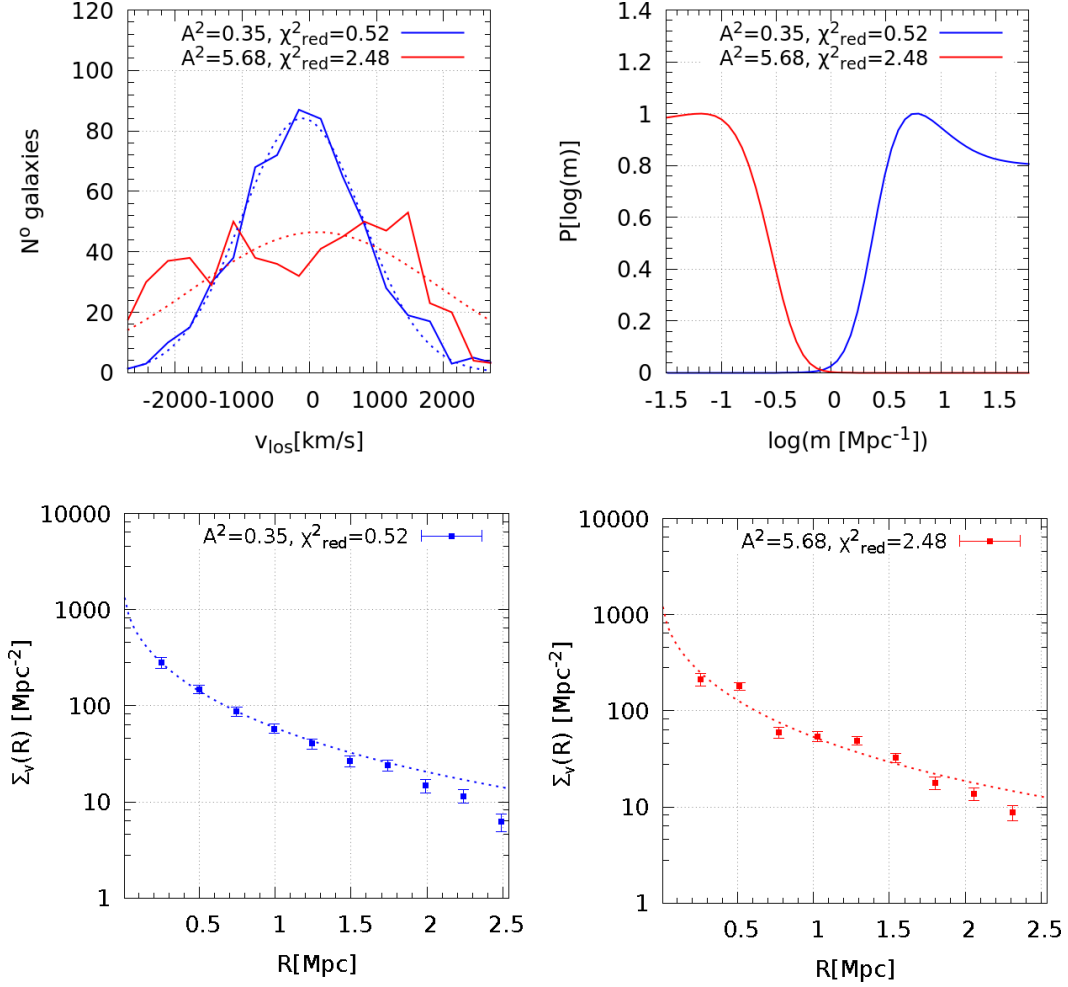 A²=0.35, χ²red=0.52
A²=5.68, χ²red=2.48
Nº galaxies
120
100
80
60
40
20
0
-2000 -1000 0 1000 2000
vlos[km/s]
A²=0.35, χ²red=0.52
A²=5.68, χ²red=2.48
P[log(m)]
1.4
1.2
1
0.8
0.6
0.4
0.2
0
-1.5 -1 -0.5 0 0.5 1 1.5
log(m [Mpc⁻¹])
A²=0.35, χ²red=0.52
Σv(R) [Mpc⁻²]
10000
1000
100
10
1
0.5 1 1.5 2 2.5
R[Mpc]
A²=5.68, χ²red=2.48
Σv(R) [Mpc⁻²]
10000
1000
100
10
1
0.5 1 1.5 2 2.5
R[Mpc]